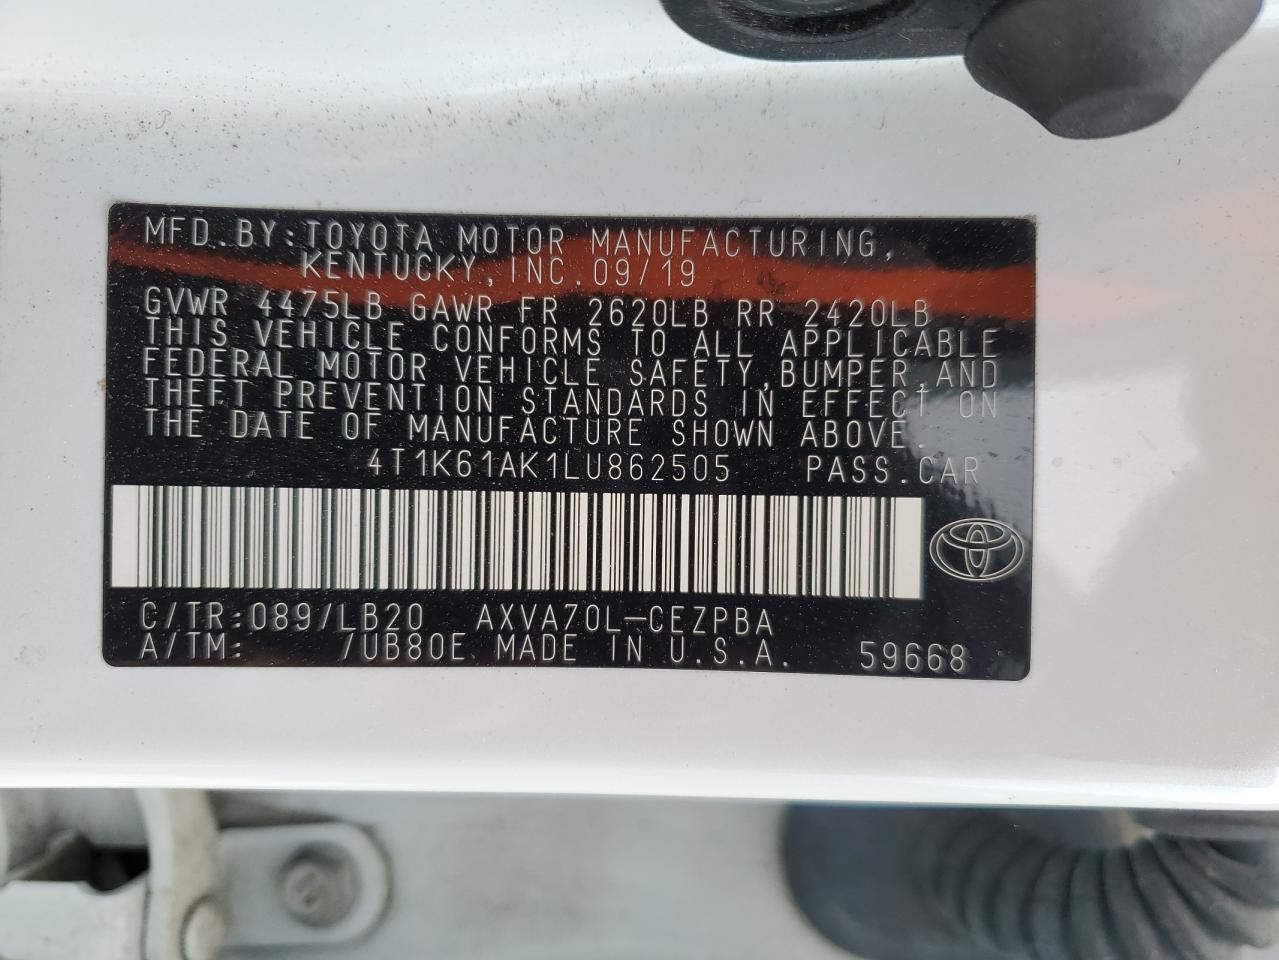 MFD.BY:TOYOTA MOTOR MANUFACTURING,
KENTUCKY,INC.09/19
GVWR 4475LB GAWR FR 2620LB RR 2420LB
THIS VEHICLE CONFORMS TO ALL APPLICABLE
FEDERAL MOTOR VEHICLE SAFETY,BUMPER,AND
THEFT PREVENTION STANDARDS IN EFFECT ON
THE DATE OF MANUFACTURE SHOWN ABOVE.
4T1K61AK1LU862505 PASS.CAR
C/TR:089/LB20 AXVA70L-CEZPBA
A/TM: /UB80E MADE IN U.S.A. 59668